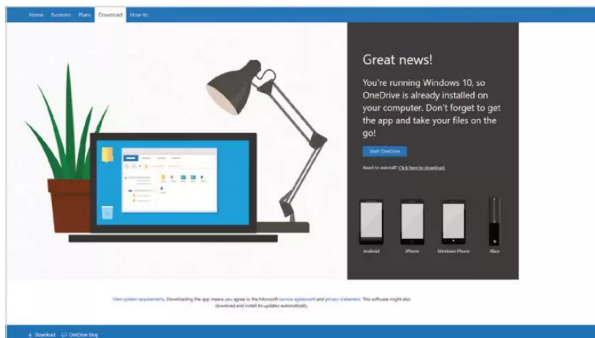 Home Business Plans Download How-to
Great news!
You're running Windows 10, so
OneDrive is already installed on
your computer. Don't forget to get
the app and take your files on the
go!
Start OneDrive
Need to reinstall? Click here to download.
Android iPhone Windows Phone Xbox
View system requirements. Downloading the app means you agree to the Microsoft service agreement and privacy statement. This software might also
download and install its updates automatically.
Download OneDrive blog